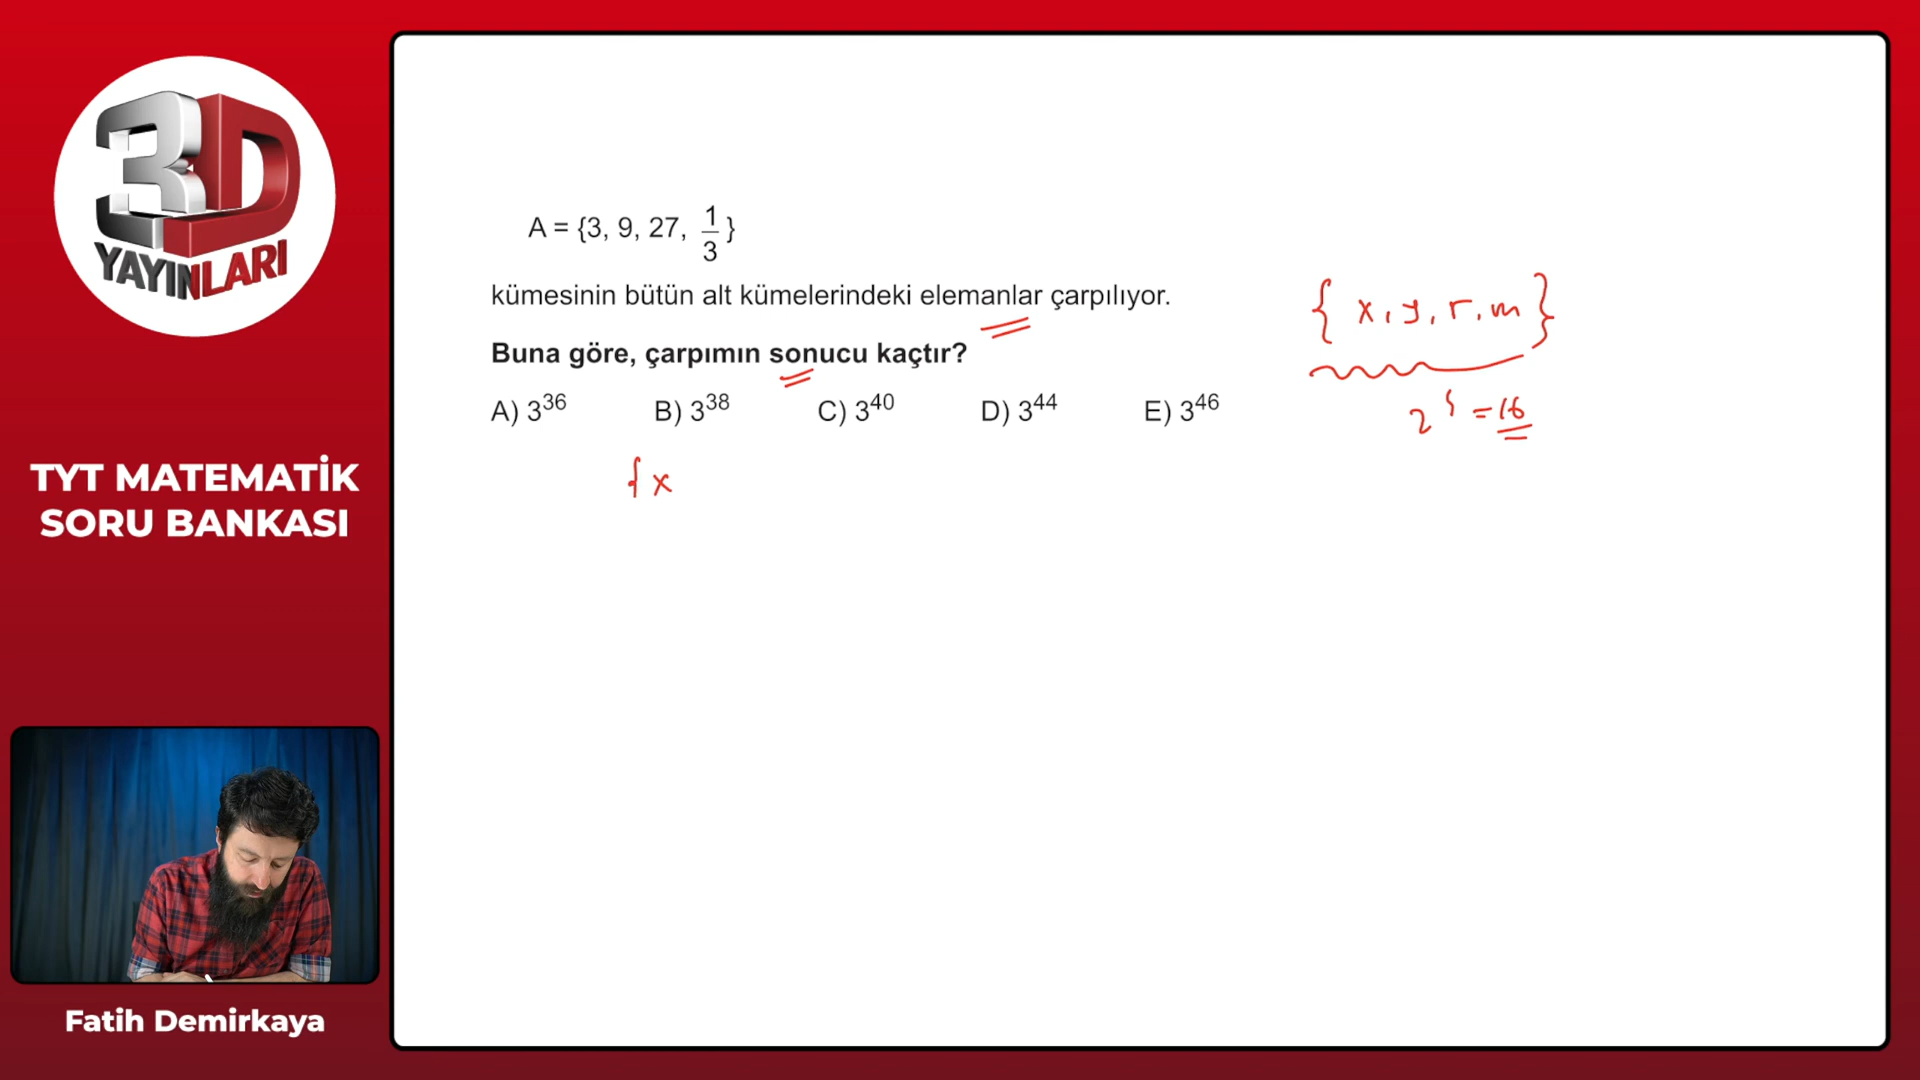 3D
YAYINLARI
TYT MATEMATİK
SORU BANKASI
Fatih Demirkaya
A = {3, 9, 27, 1/3}
kümesinin bütün alt kümelerindeki elemanlar çarpılıyor.
Buna göre, çarpımın sonucu kaçtır?
A) 3^36 B) 3^38 C) 3^40 D) 3^44 E) 3^46
{ x
{ x, y, r, m }
2^4 = 16